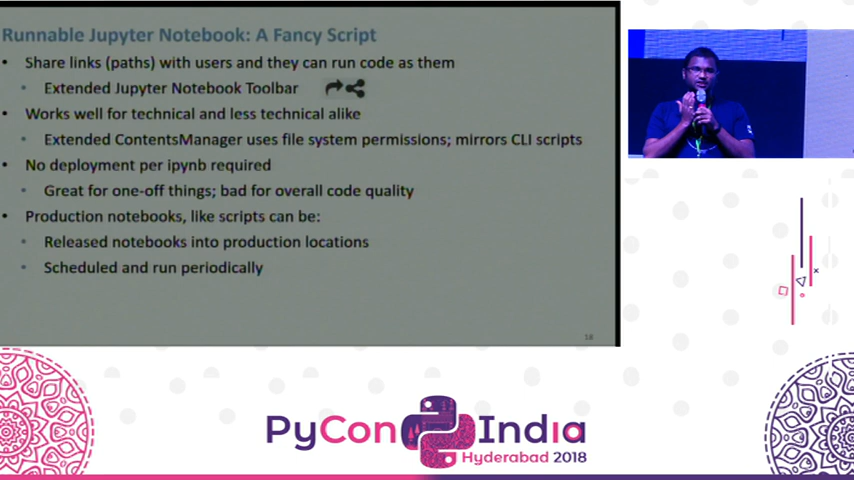 Runnable Jupyter Notebook: A Fancy Script
• Share links (paths) with users and they can run code as them
• Extended Jupyter Notebook Toolbar
• Works well for technical and less technical alike
• Extended ContentsManager uses file system permissions; mirrors CLI scripts
• No deployment per ipynb required
• Great for one-off things; bad for overall code quality
• Production notebooks, like scripts can be:
• Released notebooks into production locations
• Scheduled and run periodically
18
PyCon India
Hyderabad 2018